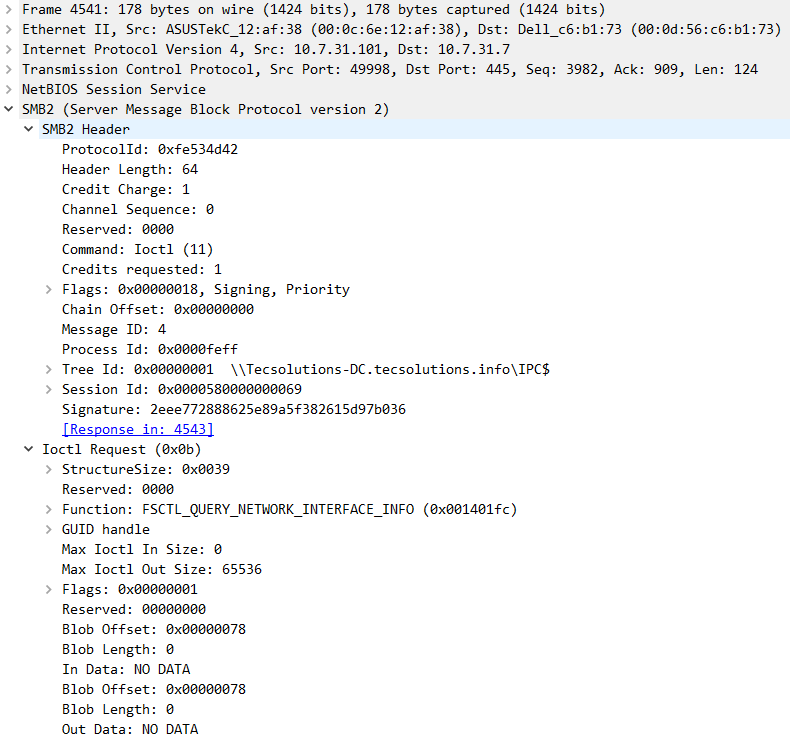 Frame 4541: 178 bytes on wire (1424 bits), 178 bytes captured (1424 bits)
Ethernet II, Src: ASUSTekC_12:af:38 (00:0c:6e:12:af:38), Dst: Dell_c6:b1:73 (00:0d:56:c6:b1:73)
Internet Protocol Version 4, Src: 10.7.31.101, Dst: 10.7.31.7
Transmission Control Protocol, Src Port: 49998, Dst Port: 445, Seq: 3982, Ack: 909, Len: 124
NetBIOS Session Service
SMB2 (Server Message Block Protocol version 2)
SMB2 Header
ProtocolId: 0xfe534d42
Header Length: 64
Credit Charge: 1
Channel Sequence: 0
Reserved: 0000
Command: Ioctl (11)
Credits requested: 1
Flags: 0x00000018, Signing, Priority
Chain Offset: 0x00000000
Message ID: 4
Process Id: 0x0000feff
Tree Id: 0x00000001  \\Tecsolutions-DC.tecsolutions.info\IPC$
Session Id: 0x0000580000000069
Signature: 2eee772888625e89a5f382615d97b036
[Response in: 4543]
Ioctl Request (0x0b)
StructureSize: 0x0039
Reserved: 0000
Function: FSCTL_QUERY_NETWORK_INTERFACE_INFO (0x001401fc)
GUID handle
Max Ioctl In Size: 0
Max Ioctl Out Size: 65536
Flags: 0x00000001
Reserved: 00000000
Blob Offset: 0x00000078
Blob Length: 0
In Data: NO DATA
Blob Offset: 0x00000078
Blob Length: 0
Out Data: NO DATA